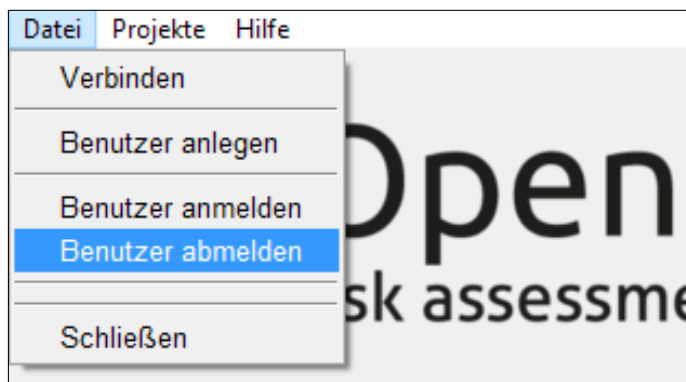 Datei Projekte Hilfe
Verbinden
Benutzer anlegen
Benutzer anmelden
Benutzer abmelden
Schließen
Open
sk assessme